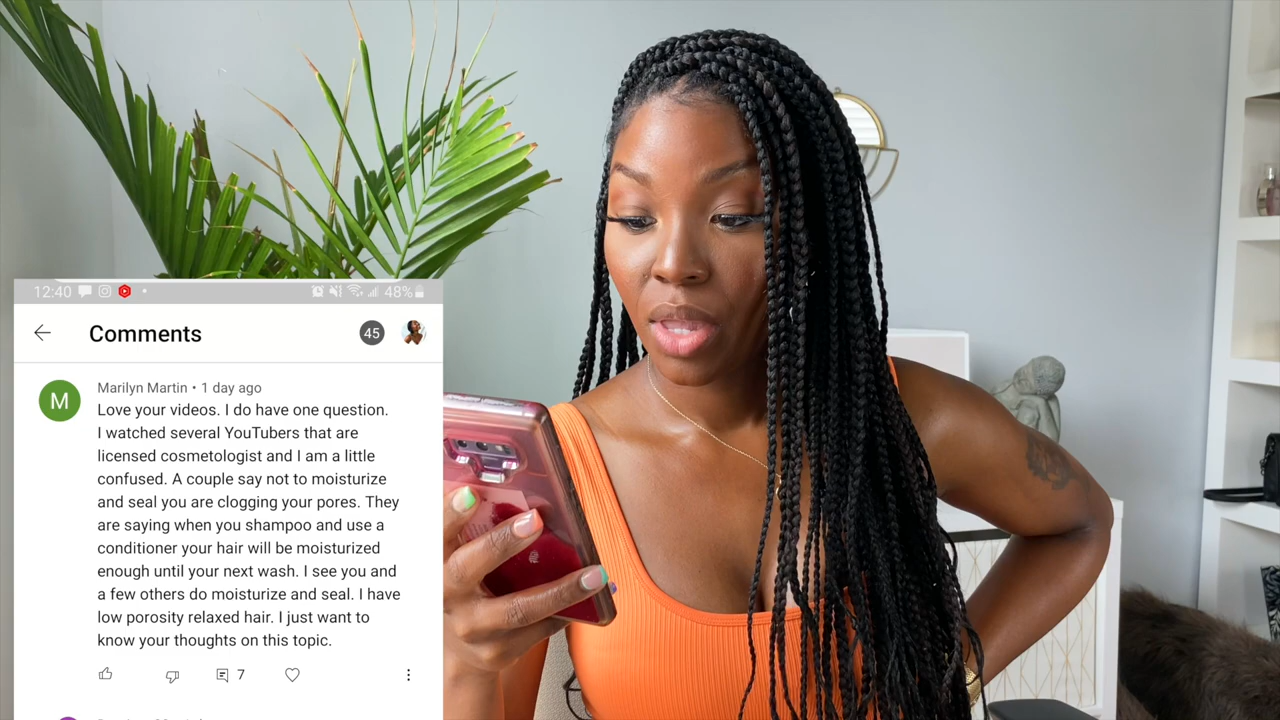 12:40 48%
Comments 45
M
Marilyn Martin • 1 day ago
Love your videos. I do have one question.
I watched several YouTubers that are
licensed cosmetologist and I am a little
confused. A couple say not to moisturize
and seal you are clogging your pores. They
are saying when you shampoo and use a
conditioner your hair will be moisturized
enough until your next wash. I see you and
a few others do moisturize and seal. I have
low porosity relaxed hair. I just want to
know your thoughts on this topic.
7